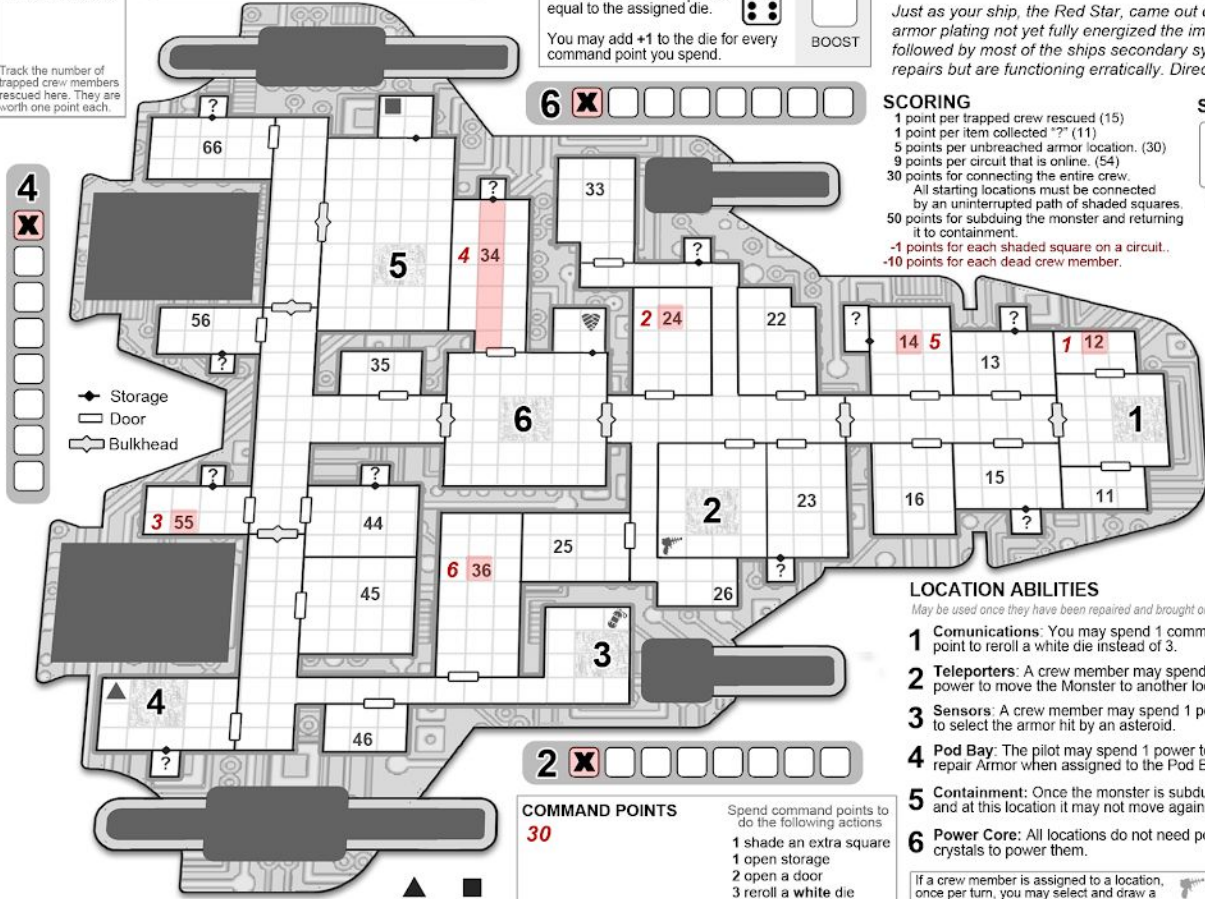 equal to the assigned die.
You may add +1 to the die for every
command point you spend.
BOOST
Just as your ship, the Red Star, came out
armor plating not yet fully energized the
followed by most of the ships secondary
repairs but are functioning erratically.
Track the number of
trapped crew members
rescued here. They are
worth one point each.
6 X
SCORING
1 point per trapped crew rescued (15)
1 point per item collected "?" (11)
5 points per unbreached armor location. (30)
9 points per circuit that is online. (54)
30 points for connecting the entire crew.
All starting locations must be connected
by an uninterrupted path of shaded squares.
50 points for subduing the monster and returning
it to containment.
-1 points for each shaded square on a circuit..
-10 points for each dead crew member.
4
X
?
66
?
33
5
4 34
?
56
?
2 24
22
?
14 5
?
13
1 12
35
Storage
Door
Bulkhead
6
1
?
3 55
?
44
2
23
16
15
11
?
25
6 36
45
26
?
3
4
?
46
2 X
LOCATION ABILITIES
May be used once they have been repaired and brought
1 Comunications: You may spend 1
point to reroll a white die instead of 3.
2 Teleporters: A crew member may spend
power to move the Monster to another
3 Sensors: A crew member may spend 1
to select the armor hit by an asteroid.
4 Pod Bay: The pilot may spend 1 power
repair Armor when assigned to the Pod
5 Containment: Once the monster is
and at this location it may not move
6 Power Core: All locations do not need
crystals to power them.
If a crew member is assigned to a location,
once per turn, you may select and draw a
COMMAND POINTS
30
Spend command points to
do the following actions
1 shade an extra square
1 open storage
2 open a door
3 reroll a white die